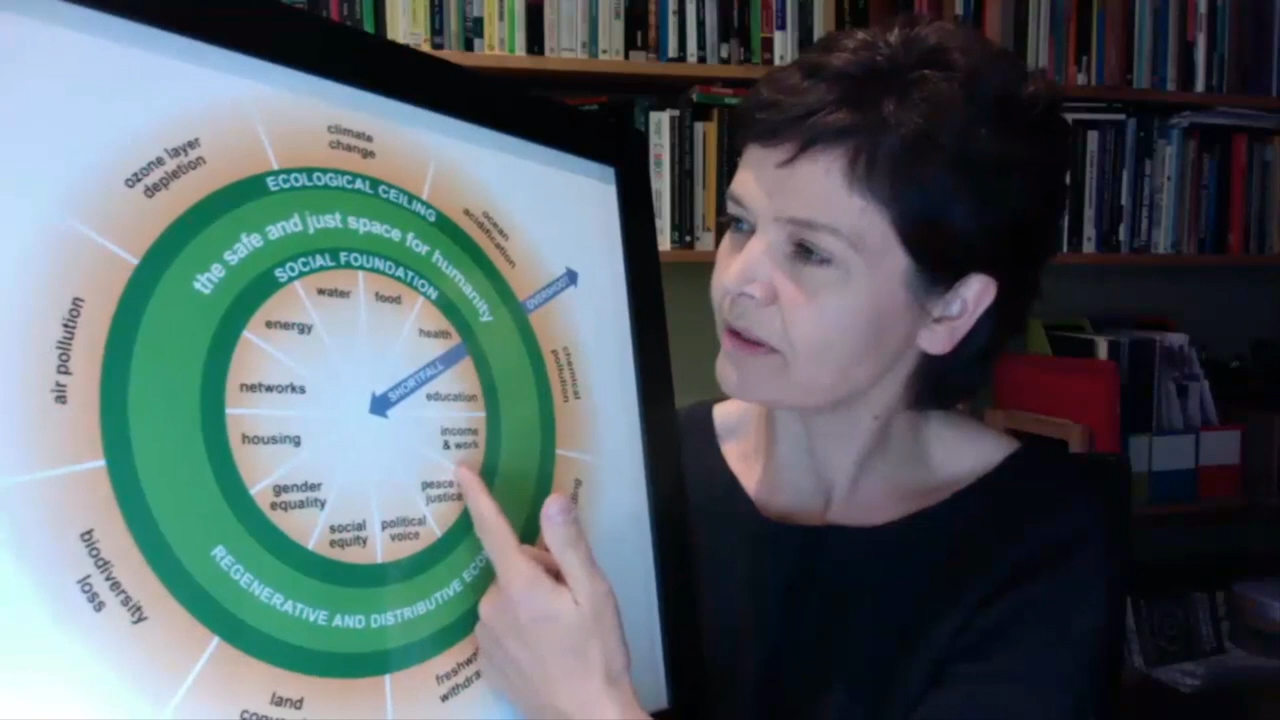 climate
change
ozone layer
depletion
ocean
acidification
ECOLOGICAL CEILING
the safe and just space for humanity
SOCIAL FOUNDATION
OVERSHOOT
water
food
energy
health
air pollution
chemical
pollution
SHORTFALL
networks
education
housing
income
& work
gender
equality
peace
justice
social
equity
political
voice
REGENERATIVE AND DISTRIBUTIVE ECO
biodiversity
loss
land